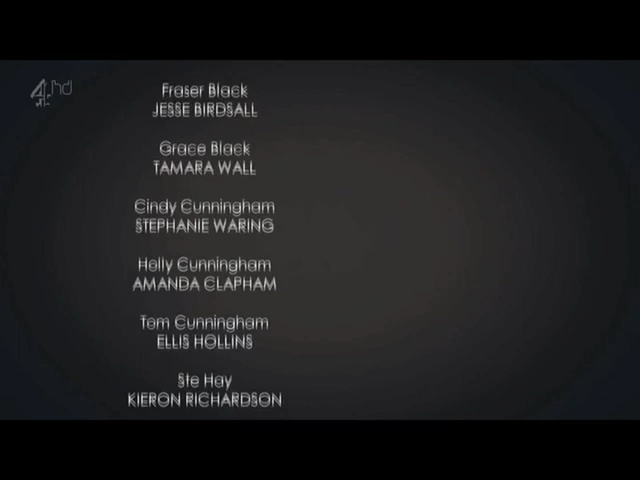 4hd
Fraser Black
JESSE BIRDSALL
Grace Black
TAMARA WALL
Cindy Cunningham
STEPHANIE WARING
Holly Cunningham
AMANDA CLAPHAM
Tom Cunningham
ELLIS HOLLINS
Ste Hay
KIERON RICHARDSON